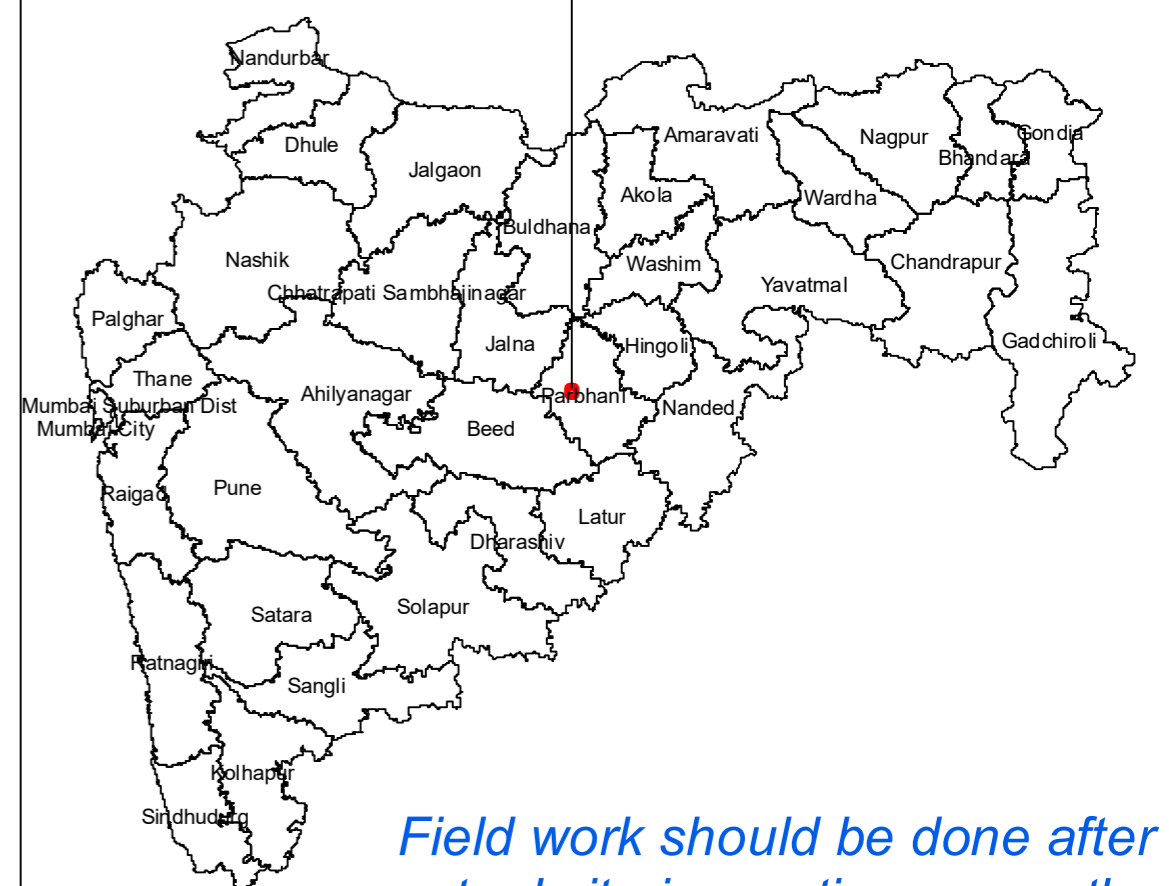 Nandurbar
Dhule
Jalgaon
Amaravati
Nagpur
Gondia
Bhandara
Akola
Wardha
Buldhana
Nashik
Washim
Chandrapur
Yavatmal
Chhatrapati Sambhajinagar
Palghar
Jalna
Hingoli
Gadchiroli
Thane
Ahilyanagar
Parbhani
Nanded
Mumbai Suburban Dist
Mumbai City
Beed
Raigad
Pune
Latur
Dharashiv
Satara
Solapur
Ratnagiri
Sangli
Kolhapur
Sindhudurg
Field work should be done after